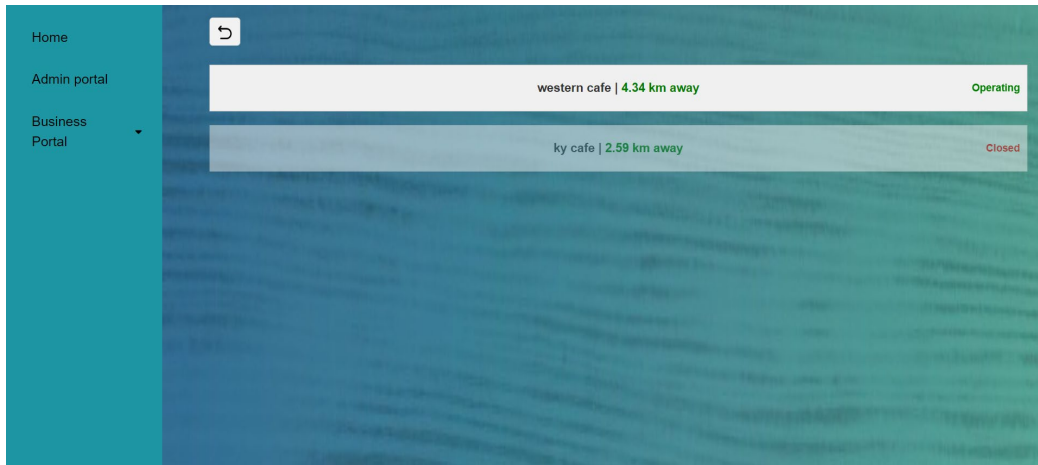 Home
Admin portal
Business
Portal
western cafe | 4.34 km away
Operating
ky cafe | 2.59 km away
Closed